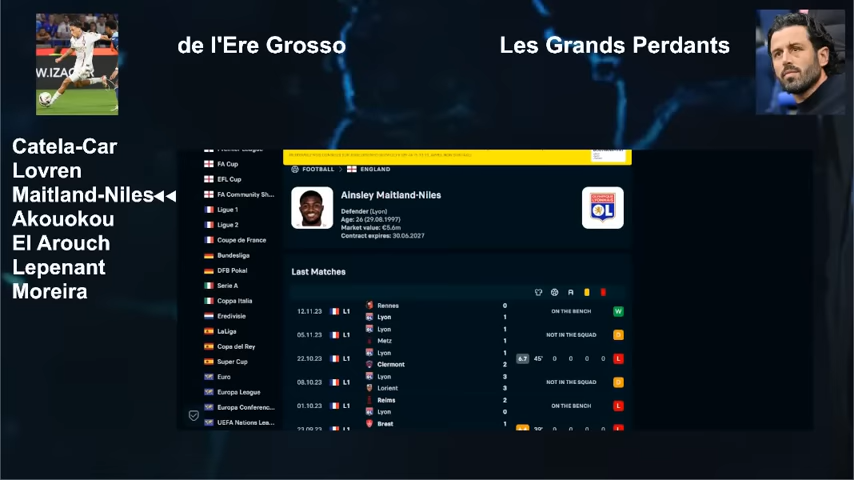 de l'Ere Grosso
Les Grands Perdants
Catela-Car
Lovren
Maitland-Niles◂◂
Akouokou
El Arouch
Lepenant
Moreira
FA Cup
EFL Cup
FA Community Sh...
Ligue 1
Ligue 2
Coupe de France
Bundesliga
DFB Pokal
Serie A
Coppa Italia
Eredivisie
LaLiga
Copa del Rey
Super Cup
Euro
Europa League
Europa Conferenc...
UEFA Nations Lea...
FOOTBALL > ENGLAND
Ainsley Maitland-Niles
Defender (Lyon)
Age: 26 (29.08.1997)
Market value: €5.6m
Contract expires: 30.06.2027
OL
Last Matches
12.11.23 L1 Rennes 0
Lyon 1 ON THE BENCH W
05.11.23 L1 Lyon 1
Metz 1 NOT IN THE SQUAD D
22.10.23 L1 Lyon 1
Clermont 2 6.7 45' 0 0 0 0 L
08.10.23 L1 Lyon 3
Lorient 3 NOT IN THE SQUAD D
01.10.23 L1 Reims 2
Lyon 0 ON THE BENCH L
L1 Brest 1